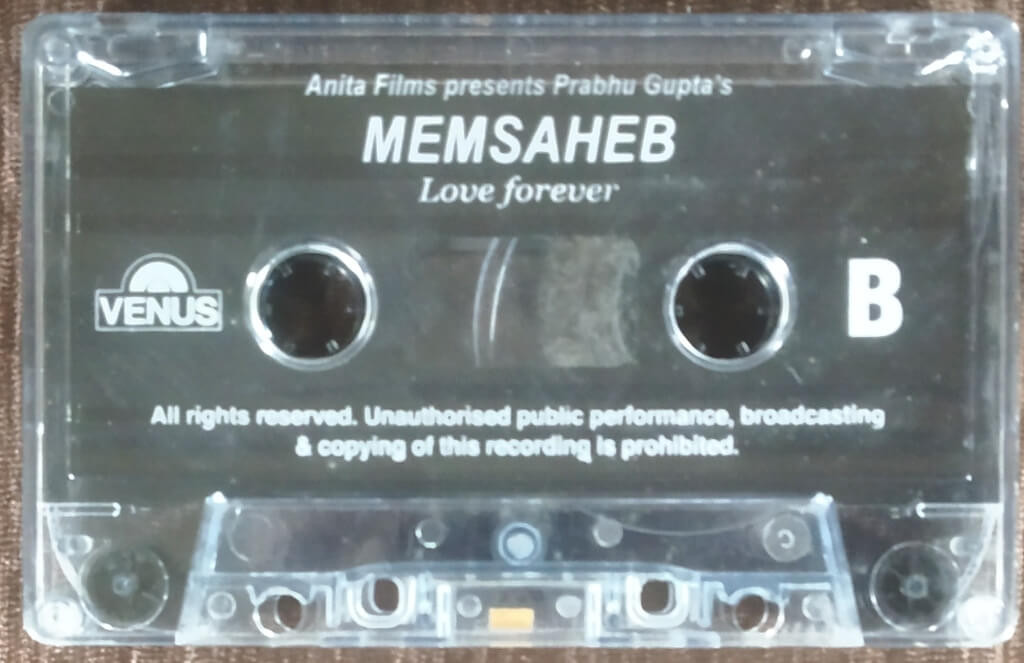 Anita Films presents Prabhu Gupta's
MEMSAHEB
Love forever
VENUS
B
All rights reserved. Unauthorised public performance, broadcasting
& copying of this recording is prohibited.